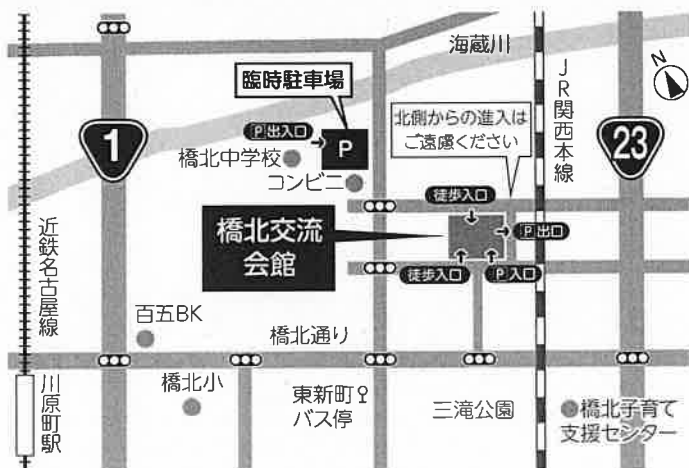 海蔵川
N
臨時駐車場
JR関西本線
北側からの進入は
ご遠慮ください
1
P出入口
P
23
橋北中学校
コンビニ
徒歩入口
橋北交流
会館
P出口
近鉄名古屋線
徒歩入口
P入口
百五BK
橋北通り
川原町駅
橋北小
東新町
バス停
三滝公園
橋北子育て
支援センター